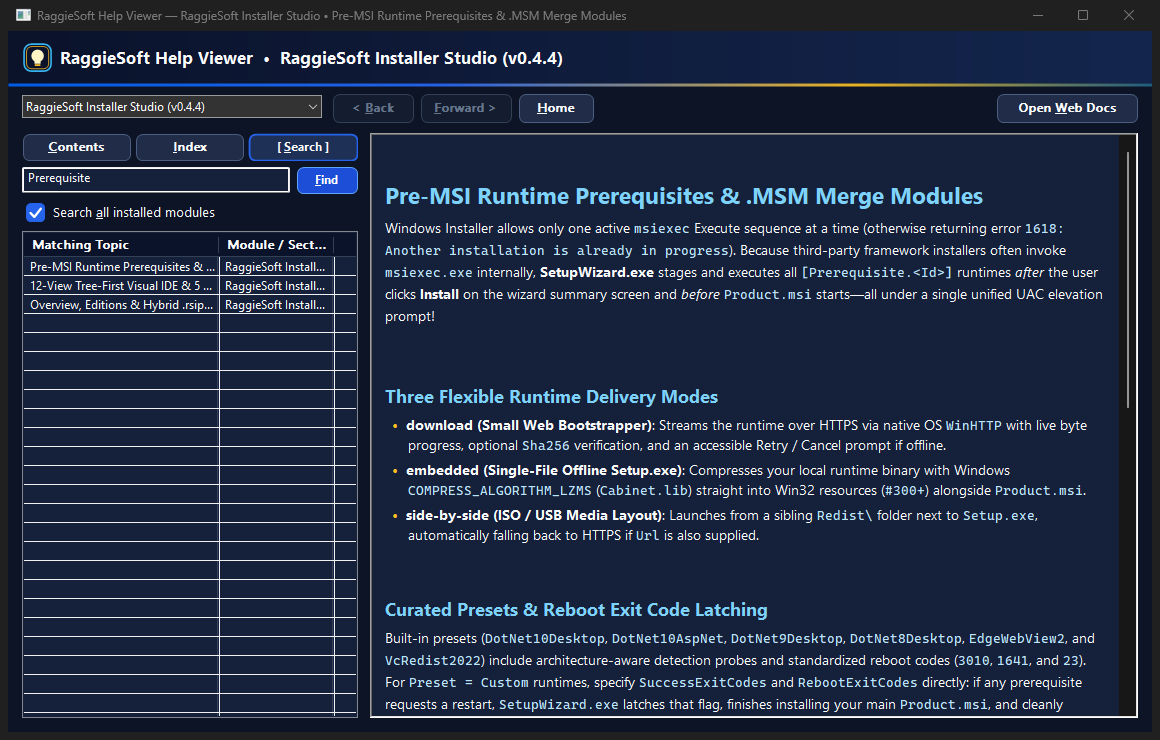 RaggieSoft Help Viewer — RaggieSoft Installer Studio • Pre-MSI Runtime Prerequisites & .MSM Merge Modules
RaggieSoft Help Viewer • RaggieSoft Installer Studio (v0.4.4)
RaggieSoft Installer Studio (v0.4.4)
< Back
Forward >
Home
Open Web Docs
Contents
Index
[ Search ]
Prerequisite
Find
Search all installed modules
Matching Topic
Module / Sect...
Pre-MSI Runtime Prerequisites & ...
RaggieSoft Install...
12-View Tree-First Visual IDE & 5 ...
RaggieSoft Install...
Overview, Editions & Hybrid .rsip...
RaggieSoft Install...
Pre-MSI Runtime Prerequisites & .MSM Merge Modules
Windows Installer allows only one active msiexec Execute sequence at a time (otherwise returning error 1618:
Another installation is already in progress). Because third-party framework installers often invoke
msiexec.exe internally, SetupWizard.exe stages and executes all [Prerequisite.<Id>] runtimes after the user
clicks Install on the wizard summary screen and before Product.msi starts—all under a single unified UAC elevation
prompt!
Three Flexible Runtime Delivery Modes
• download (Small Web Bootstrapper): Streams the runtime over HTTPS via native OS WinHTTP with live byte
progress, optional Sha256 verification, and an accessible Retry / Cancel prompt if offline.
• embedded (Single-File Offline Setup.exe): Compresses your local runtime binary with Windows
COMPRESS_ALGORITHM_LZMS (Cabinet.lib) straight into Win32 resources (#300+) alongside Product.msi.
• side-by-side (ISO / USB Media Layout): Launches from a sibling Redist\ folder next to Setup.exe,
automatically falling back to HTTPS if Url is also supplied.
Curated Presets & Reboot Exit Code Latching
Built-in presets (DotNet10Desktop, DotNet10AspNet, DotNet9Desktop, DotNet8Desktop, EdgeWebView2, and
VcRedist2022) include architecture-aware detection probes and standardized reboot codes (3010, 1641, and 23).
For Preset = Custom runtimes, specify SuccessExitCodes and RebootExitCodes directly: if any prerequisite
requests a restart, SetupWizard.exe latches that flag, finishes installing your main Product.msi, and cleanly